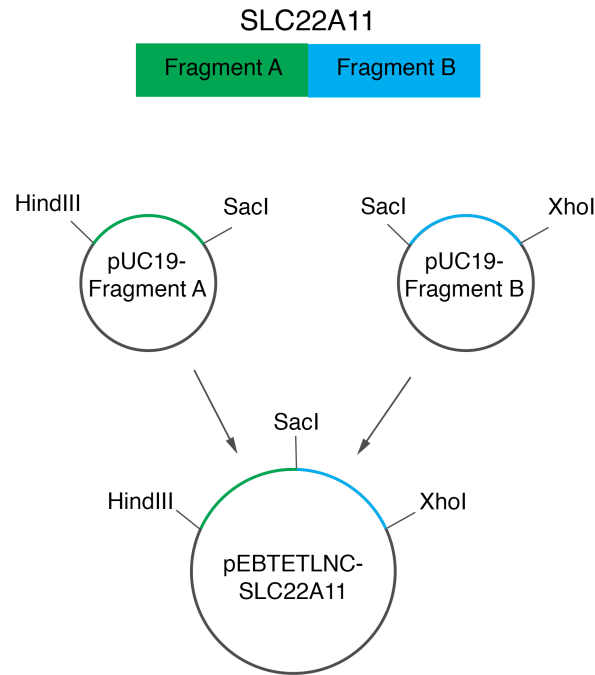 SLC22A11
Fragment A
Fragment B
HindIII
SacI
SacI
XhoI
pUC19-
Fragment A
pUC19-
Fragment B
SacI
HindIII
XhoI
pEBTETLNC-
SLC22A11